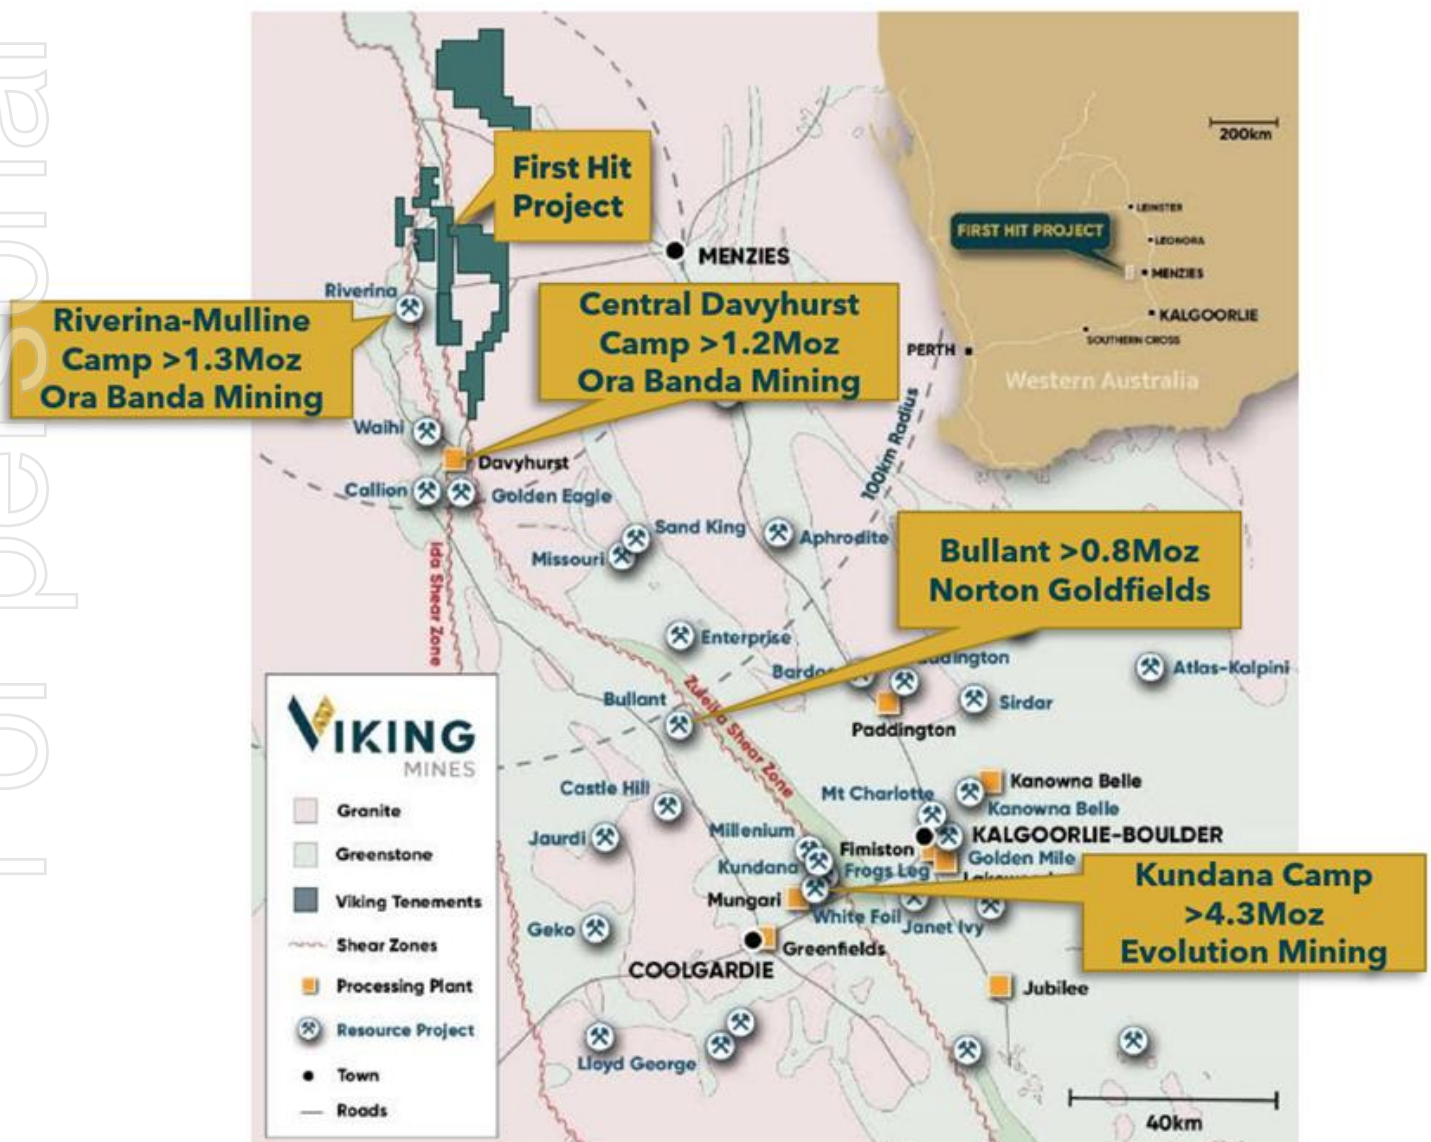 For personal
First Hit
Project
MENZIES
200km
LEINSTER
LEONORA
FIRST HIT PROJECT
MENZIES
KALGOORLIE
SOUTHERN CROSS
PERTH
Western Australia
Riverina
Riverina-Mulline
Camp >1.3Moz
Ora Banda Mining
Central Davyhurst
Camp >1.2Moz
Ora Banda Mining
100km Radius
Waihi
Davyhurst
Callion
Golden Eagle
Sand King
Missouri
Aphrodite
Ida Shear Zone
Bullant >0.8Moz
Norton Goldfields
Enterprise
Atlas-Kalpini
Sirdar
Paddington
Bullant
Zuleika Shear Zone
VIKING
MINES
Granite
Greenstone
Viking Tenements
Shear Zones
Processing Plant
Resource Project
Town
Roads
Castle Hill
Jaurdi
Kanowna Belle
Kanowna Belle
Mt Charlotte
KALGOORLIE-BOULDER
Millenium
Fimiston
Golden Mile
Kundana
Frogs Leg
Mungari
White Foil
Janet Ivy
Kundana Camp
>4.3Moz
Evolution Mining
Geko
Greenfields
COOLGARDIE
Jubilee
Lloyd George
40km